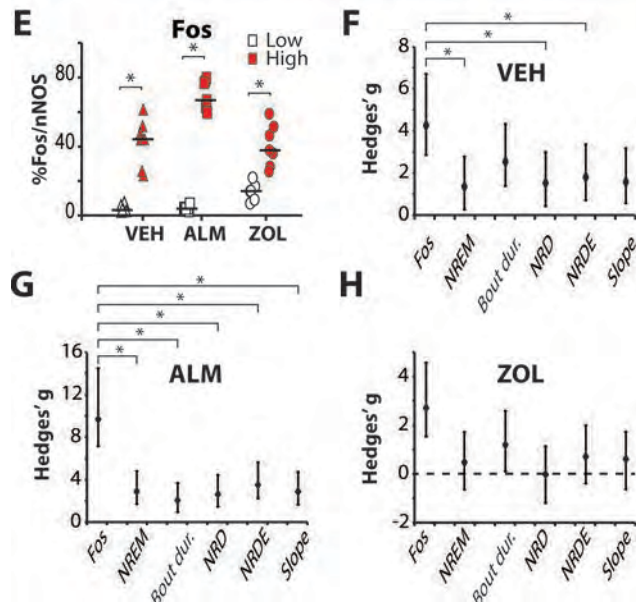 E
Fos
Low
High
%Fos/nNOS
80
40
0
*
*
*
VEH
ALM
ZOL
F
VEH
Hedges' g
8
6
4
2
0
*
*
*
Fos
NREM
Bout dur.
NRD
NRDE
Slope
G
ALM
Hedges' g
16
12
8
4
0
*
*
*
*
*
Fos
NREM
Bout dur.
NRD
NRDE
Slope
H
ZOL
Hedges' g
4
2
0
-2
Fos
NREM
Bout dur.
NRD
NRDE
Slope